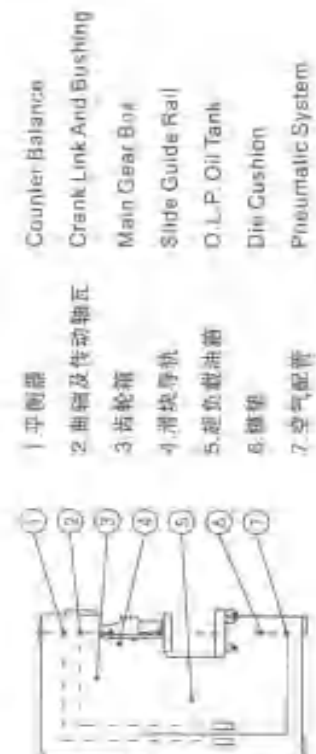 1.平衡器 Counter Balance
2.曲轴及传动轴瓦 Crank Link And Bushing
3.齿轮箱 Main Gear Box
4.滑块导轨 Slide Guide Rail
5.超负载油箱 O.L.P. Oil Tank
6.模垫 Die Cushion
7.空气配管 Pneumatic System
①
②
③
④
⑤
⑥
⑦